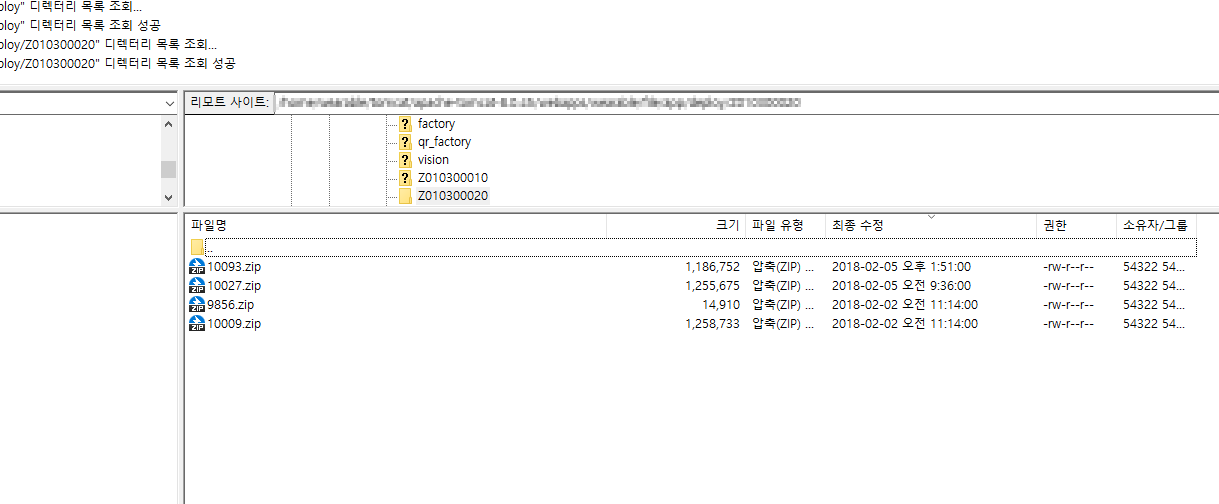 ploy" 디렉터리 목록 조회...
ploy" 디렉터리 목록 조회 성공
ploy/Z010300020" 디렉터리 목록 조회...
ploy/Z010300020" 디렉터리 목록 조회 성공
리모트 사이트:
factory
qr_factory
vision
Z010300010
Z010300020
파일명 크기 파일 유형 최종 수정 권한 소유자/그룹
..
10093.zip 1,186,752 압축(ZIP) ... 2018-02-05 오후 1:51:00 -rw-r--r-- 54322 54...
10027.zip 1,255,675 압축(ZIP) ... 2018-02-05 오전 9:36:00 -rw-r--r-- 54322 54...
9856.zip 14,910 압축(ZIP) ... 2018-02-02 오전 11:14:00 -rw-r--r-- 54322 54...
10009.zip 1,258,733 압축(ZIP) ... 2018-02-02 오전 11:14:00 -rw-r--r-- 54322 54...